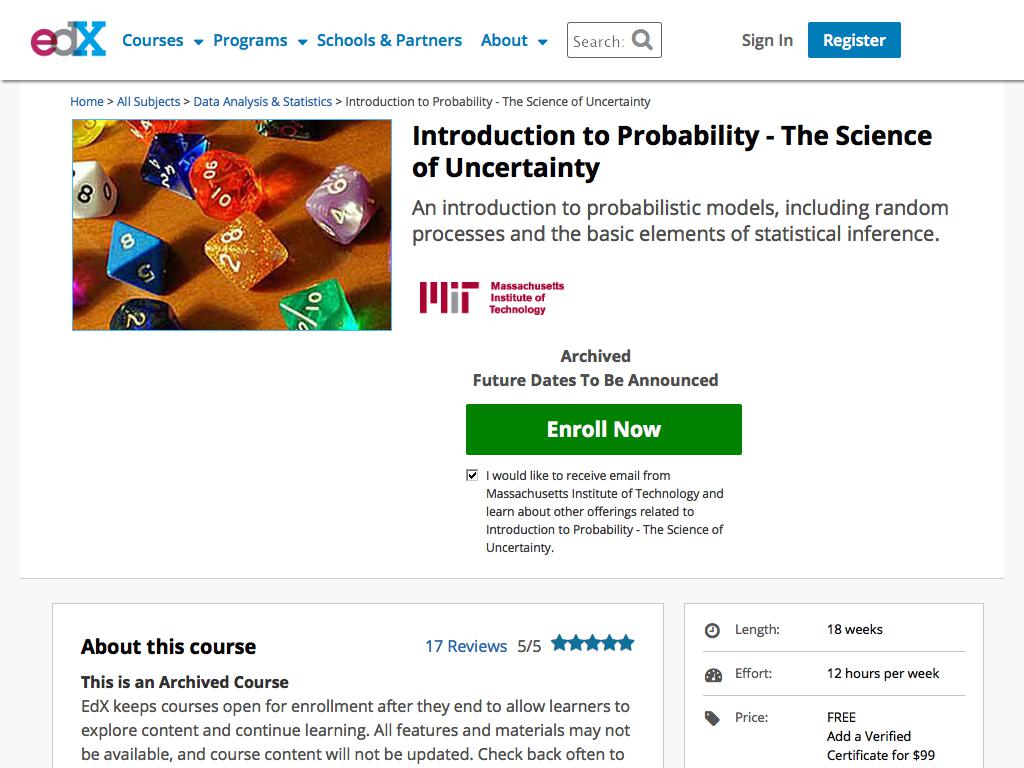 edX
Courses
Programs
Schools & Partners
About
Search:
Sign In
Register
Home > All Subjects > Data Analysis & Statistics > Introduction to Probability - The Science of Uncertainty
Introduction to Probability - The Science
of Uncertainty
An introduction to probabilistic models, including random
processes and the basic elements of statistical inference.
MIT
Massachusetts
Institute of
Technology
Archived
Future Dates To Be Announced
Enroll Now
I would like to receive email from
Massachusetts Institute of Technology and
learn about other offerings related to
Introduction to Probability - The Science of
Uncertainty.
About this course
17 Reviews 5/5
This is an Archived Course
EdX keeps courses open for enrollment after they end to allow learners to
explore content and continue learning. All features and materials may not
be available, and course content will not be updated. Check back often to
Length: 18 weeks
Effort: 12 hours per week
Price: FREE
Add a Verified
Certificate for $99